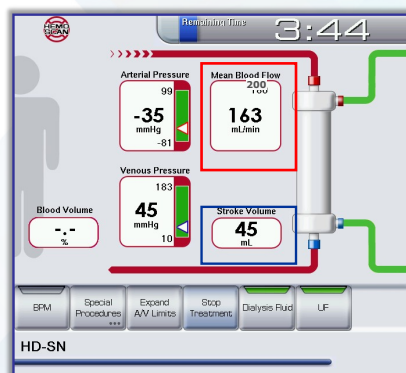 HEMO
SCAN
Remaining Time
3:44
Arterial Pressure
99
-35
mmHg
-81
Mean Blood Flow
200
163
mL/min
Venous Pressure
183
45
mmHg
10
Blood Volume
-.-
%
Stroke Volume
45
mL
BPM
Special
Procedures
Expand
A/V Limits
Stop
Treatment
Dialysis Fluid
UF
HD-SN